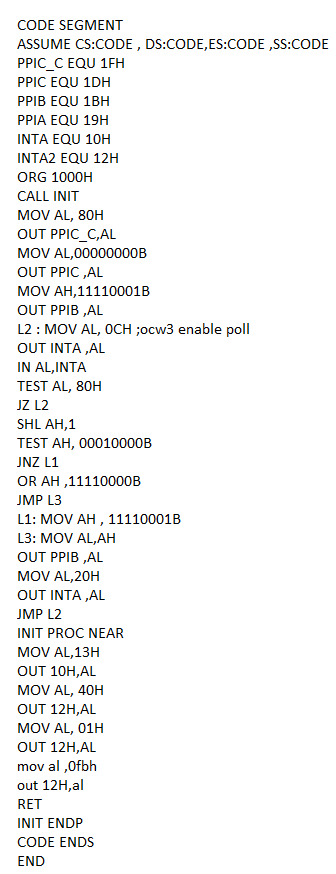 CODE SEGMENT
ASSUME CS:CODE , DS:CODE,ES:CODE ,SS:CODE
PPIC_C EQU 1FH
PPIC EQU 1DH
PPIB EQU 1BH
PPIA EQU 19H
INTA EQU 10H
INTA2 EQU 12H
ORG 1000H
CALL INIT
MOV AL, 80H
OUT PPIC_C,AL
MOV AL,00000000B
OUT PPIC ,AL
MOV AH,11110001B
OUT PPIB ,AL
L2 : MOV AL, 0CH ;ocw3 enable poll
OUT INTA ,AL
IN AL,INTA
TEST AL, 80H
JZ L2
SHL AH,1
TEST AH, 00010000B
JNZ L1
OR AH ,11110000B
JMP L3
L1: MOV AH , 11110001B
L3: MOV AL,AH
OUT PPIB ,AL
MOV AL,20H
OUT INTA ,AL
JMP L2
INIT PROC NEAR
MOV AL,13H
OUT 10H,AL
MOV AL, 40H
OUT 12H,AL
MOV AL, 01H
OUT 12H,AL
mov al ,0fbh
out 12H,al
RET
INIT ENDP
CODE ENDS
END